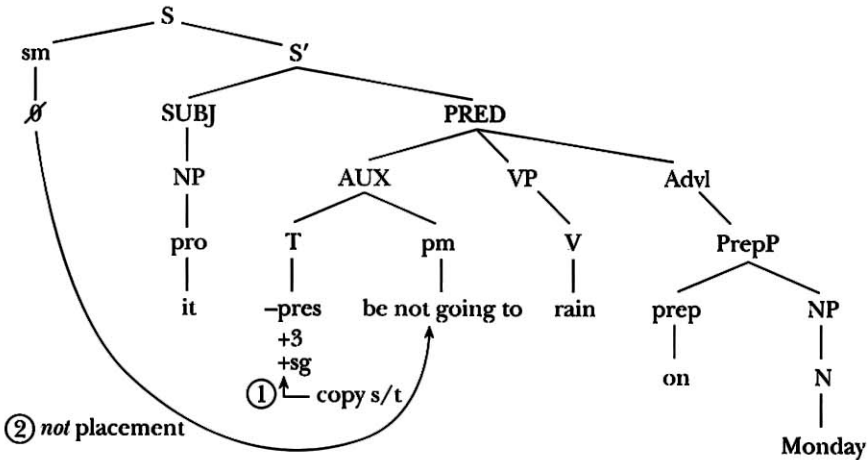 S
sm S′
∅ SUBJ PRED
NP AUX VP Advl
pro T pm V PrepP
it –pres be not going to rain prep NP
+3
+sg on N
① copy s/t
② not placement
Monday